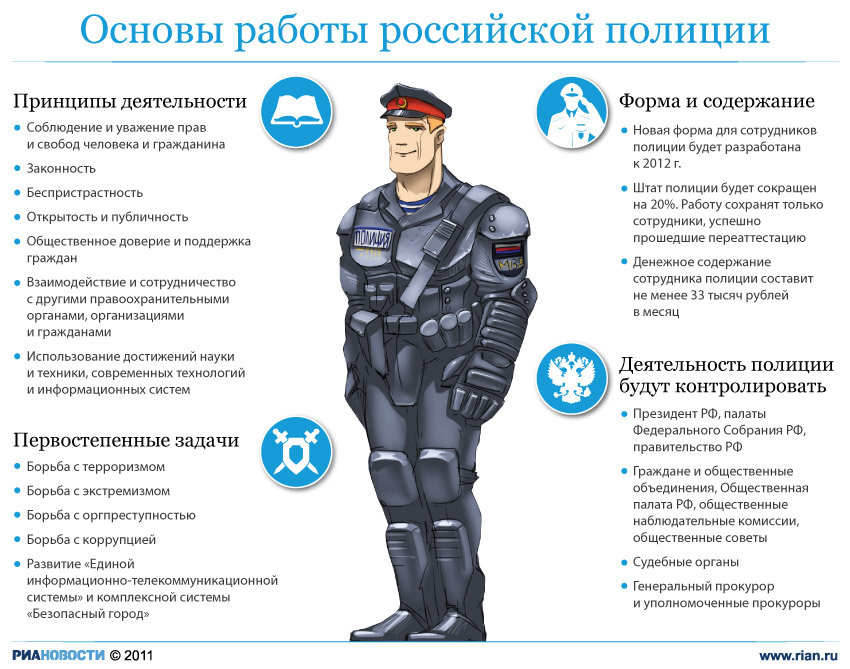 Основы работы российской полиции
Принципы деятельности
• Соблюдение и уважение прав
и свобод человека и гражданина
• Законность
• Беспристрастность
• Открытость и публичность
• Общественное доверие и поддержка
граждан
• Взаимодействие и сотрудничество
с другими правоохранительными
органами, организациями
и гражданами
• Использование достижений науки
и техники, современных технологий
и информационных систем
Первостепенные задачи
• Борьба с терроризмом
• Борьба с экстремизмом
• Борьба с оргпреступностью
• Борьба с коррупцией
• Развитие «Единой
информационно-телекоммуникационной
системы» и комплексной системы
«Безопасный город»
ПОЛИЦИЯ
МВД
Форма и содержание
• Новая форма для сотрудников
полиции будет разработана
к 2012 г.
• Штат полиции будет сокращен
на 20%. Работу сохранят только
сотрудники, успешно
прошедшие переаттестацию
• Денежное содержание
сотрудника полиции составит
не менее 33 тысяч рублей
в месяц
Деятельность полиции
будут контролировать
• Президент РФ, палаты
Федерального Собрания РФ,
правительство РФ
• Граждане и общественные
объединения, Общественная
палата РФ, общественные
наблюдательные комиссии,
общественные советы
• Судебные органы
• Генеральный прокурор
и уполномоченные прокуроры
РИАНОВОСТИ © 2011
www.rian.ru